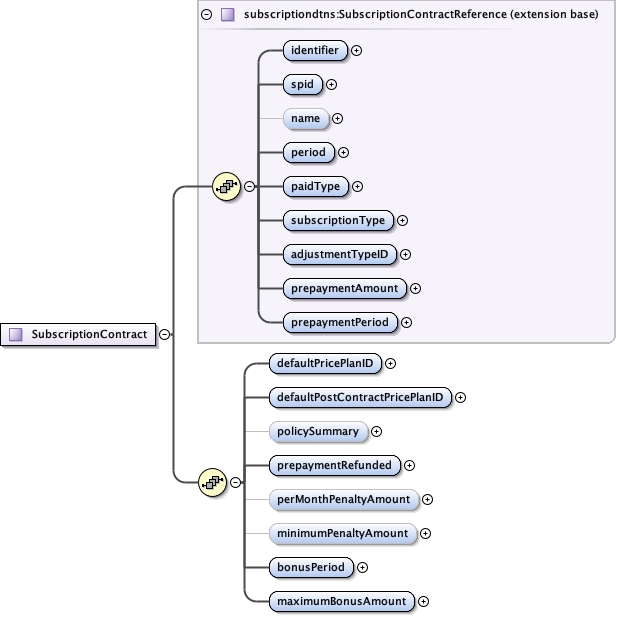 subscriptiondtns:SubscriptionContractReference (extension base)
identifier
spid
name
period
paidType
subscriptionType
adjustmentTypeID
prepaymentAmount
prepaymentPeriod
SubscriptionContract
defaultPricePlanID
defaultPostContractPricePlanID
policySummary
prepaymentRefunded
perMonthPenaltyAmount
minimumPenaltyAmount
bonusPeriod
maximumBonusAmount